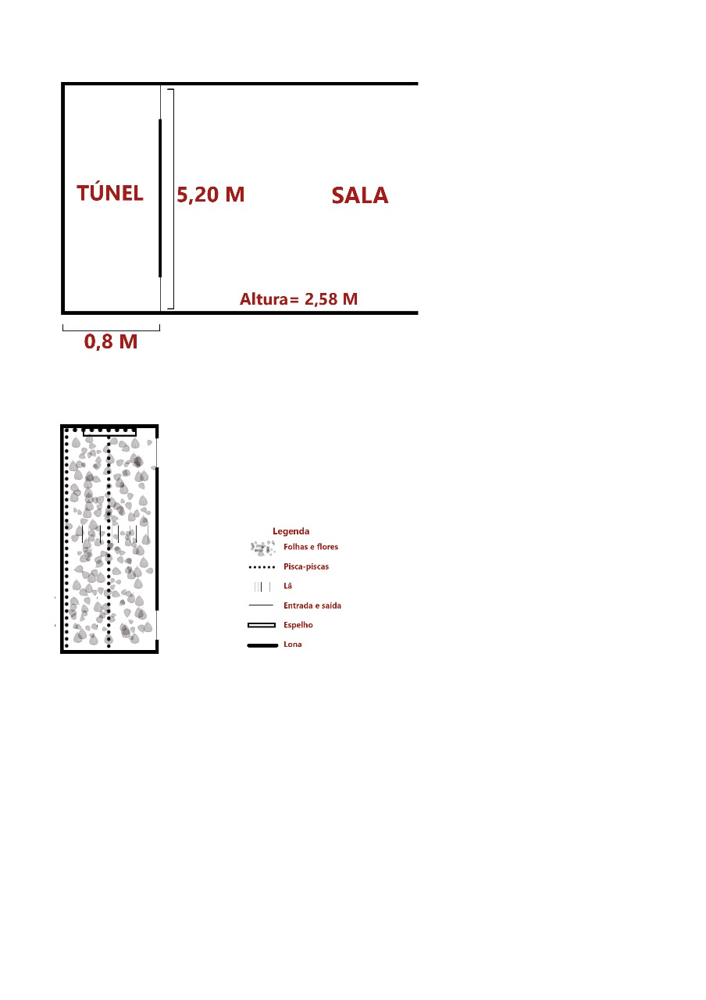 TÚNEL
5,20 M
SALA
Altura= 2,58 M
0,8 M
Legenda
Folhas e flores
Pisca-piscas
Lã
Entrada e saída
Espelho
Lona